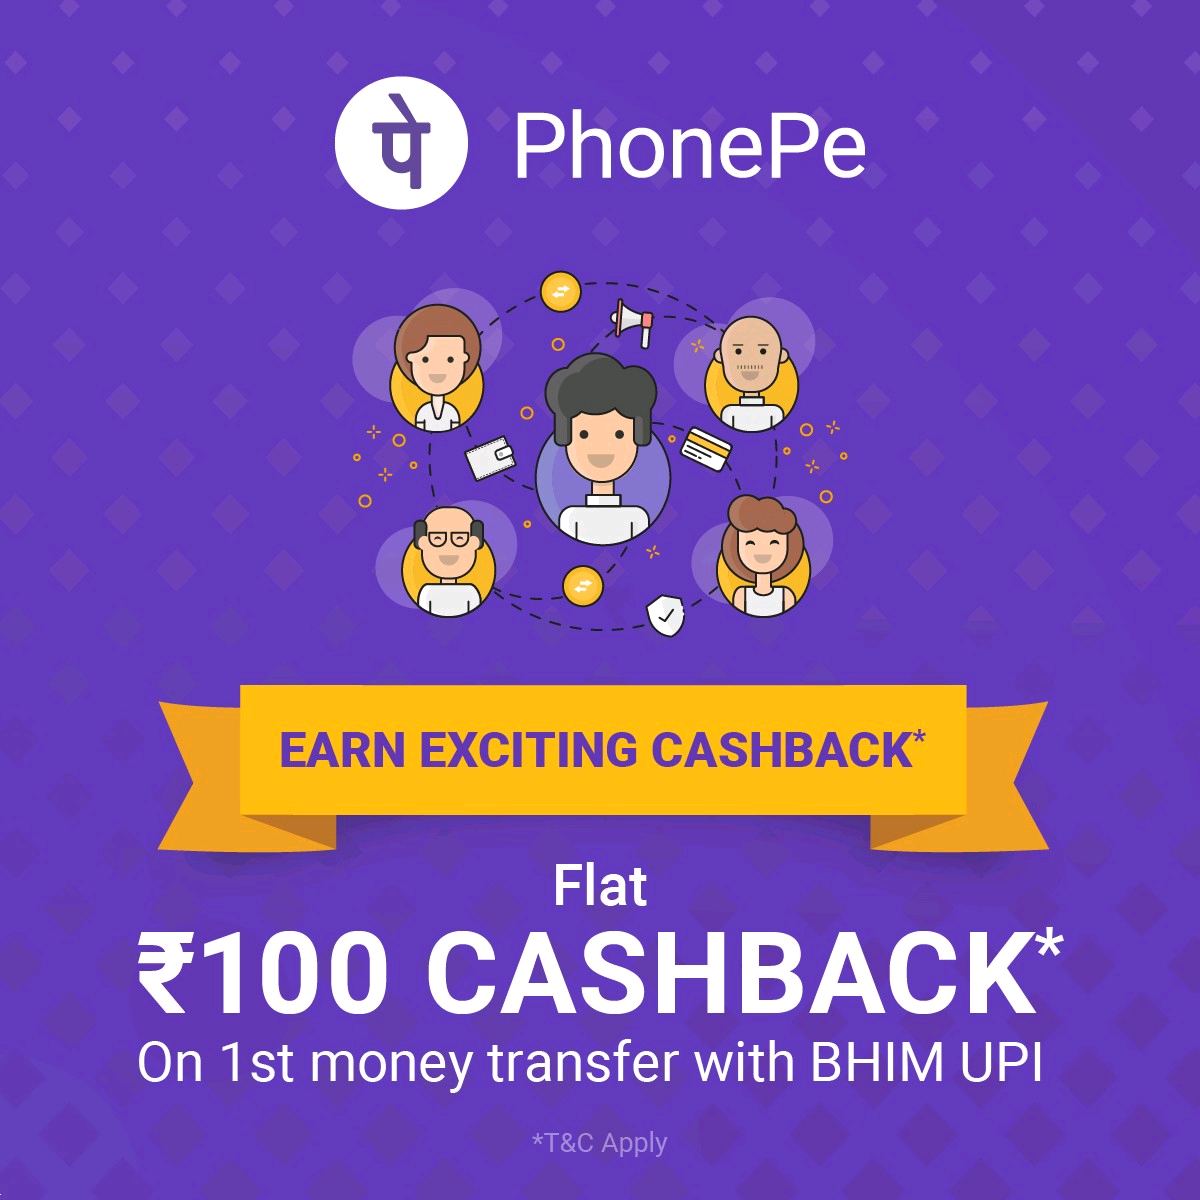 पे PhonePe
EARN EXCITING CASHBACK*
Flat
₹100 CASHBACK*
On 1st money transfer with BHIM UPI
*T&C Apply